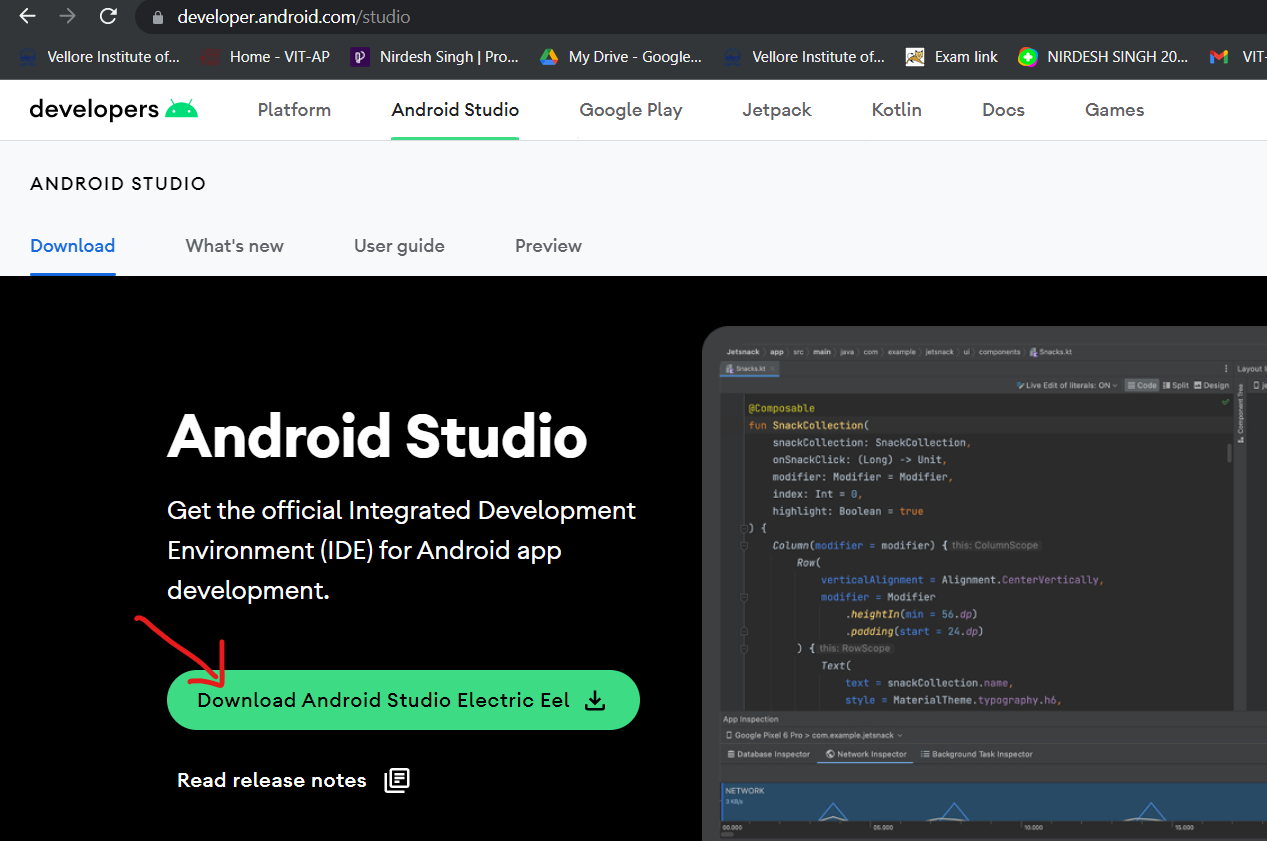 developer.android.com/studio
Vellore Institute of... Home - VIT-AP Nirdesh Singh | Pro... My Drive - Google... Vellore Institute of... Exam link NIRDESH SINGH 20... VIT-
developers Platform Android Studio Google Play Jetpack Kotlin Docs Games
ANDROID STUDIO
Download What's new User guide Preview
Android Studio
Get the official Integrated Development
Environment (IDE) for Android app
development.
Download Android Studio Electric Eel
Read release notes
Jetsnack app src main java com example jetsnack ui components Snacks.kt
Snacks.kt Layout I
Live Edit of literals: ON Code Split Design
Component Tree
@Composable
fun SnackCollection(
snackCollection: SnackCollection,
onSnackClick: (Long) -> Unit,
modifier: Modifier = Modifier,
index: Int = 0,
highlight: Boolean = true
) {
Column(modifier = modifier) { this: ColumnScope
Row(
verticalAlignment = Alignment.CenterVertically,
modifier = Modifier
.heightIn(min = 56.dp)
.padding(start = 24.dp)
) { this: RowScope
Text(
text = snackCollection.name,
style = MaterialTheme.typography.h6,
App Inspection
Google Pixel 6 Pro > com.example.jetsnack
Database Inspector Network Inspector Background Task Inspector
NETWORK
3 KB/s
00.000 05.000 10.000 15.000